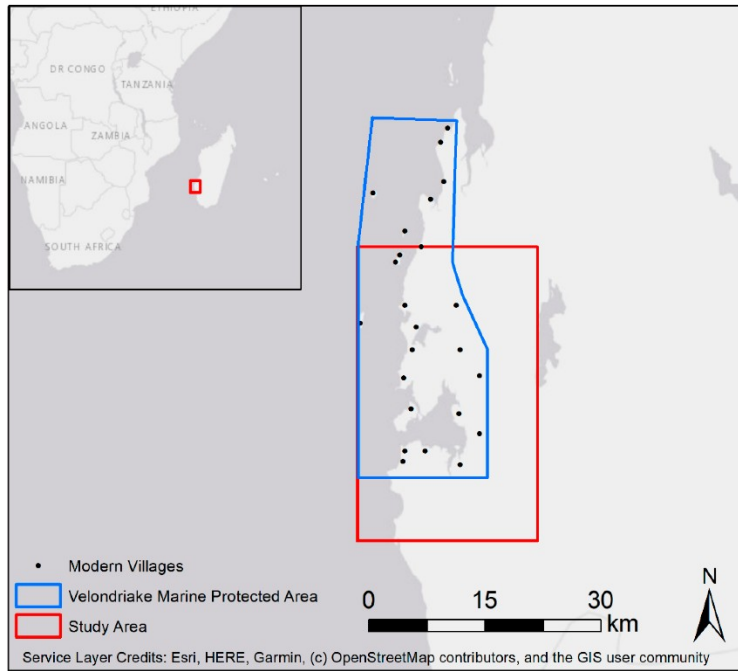 ETHIOPIA
DR CONGO
TANZANIA
ANGOLA
ZAMBIA
NAMIBIA
SOUTH AFRICA
Modern Villages
Velondriake Marine Protected Area
Study Area
0 15 30
km
N
Service Layer Credits: Esri, HERE, Garmin, (c) OpenStreetMap contributors, and the GIS user community